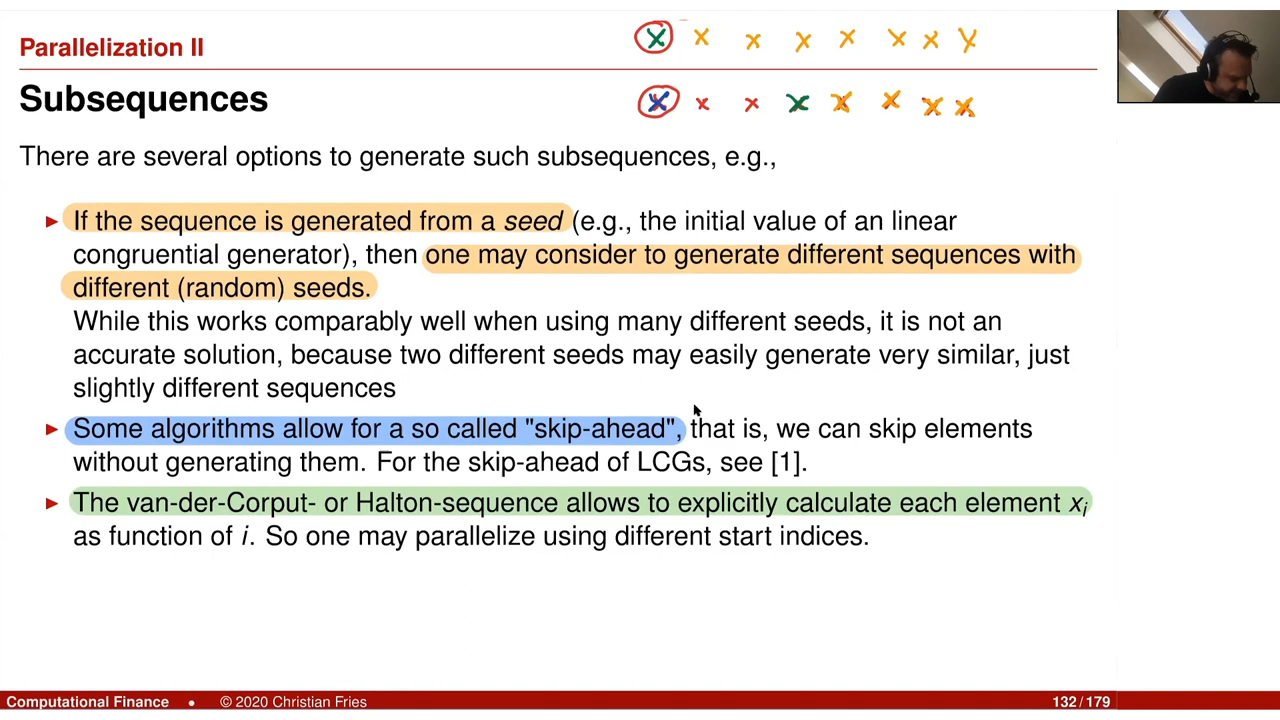 Parallelization II
Subsequences
There are several options to generate such subsequences, e.g.,
► If the sequence is generated from a seed (e.g., the initial value of an linear
congruential generator), then one may consider to generate different sequences with
different (random) seeds.
While this works comparably well when using many different seeds, it is not an
accurate solution, because two different seeds may easily generate very similar, just
slightly different sequences
► Some algorithms allow for a so called "skip-ahead", that is, we can skip elements
without generating them. For the skip-ahead of LCGs, see [1].
► The van-der-Corput- or Halton-sequence allows to explicitly calculate each element xᵢ
as function of i. So one may parallelize using different start indices.
Computational Finance • © 2020 Christian Fries 132 / 179